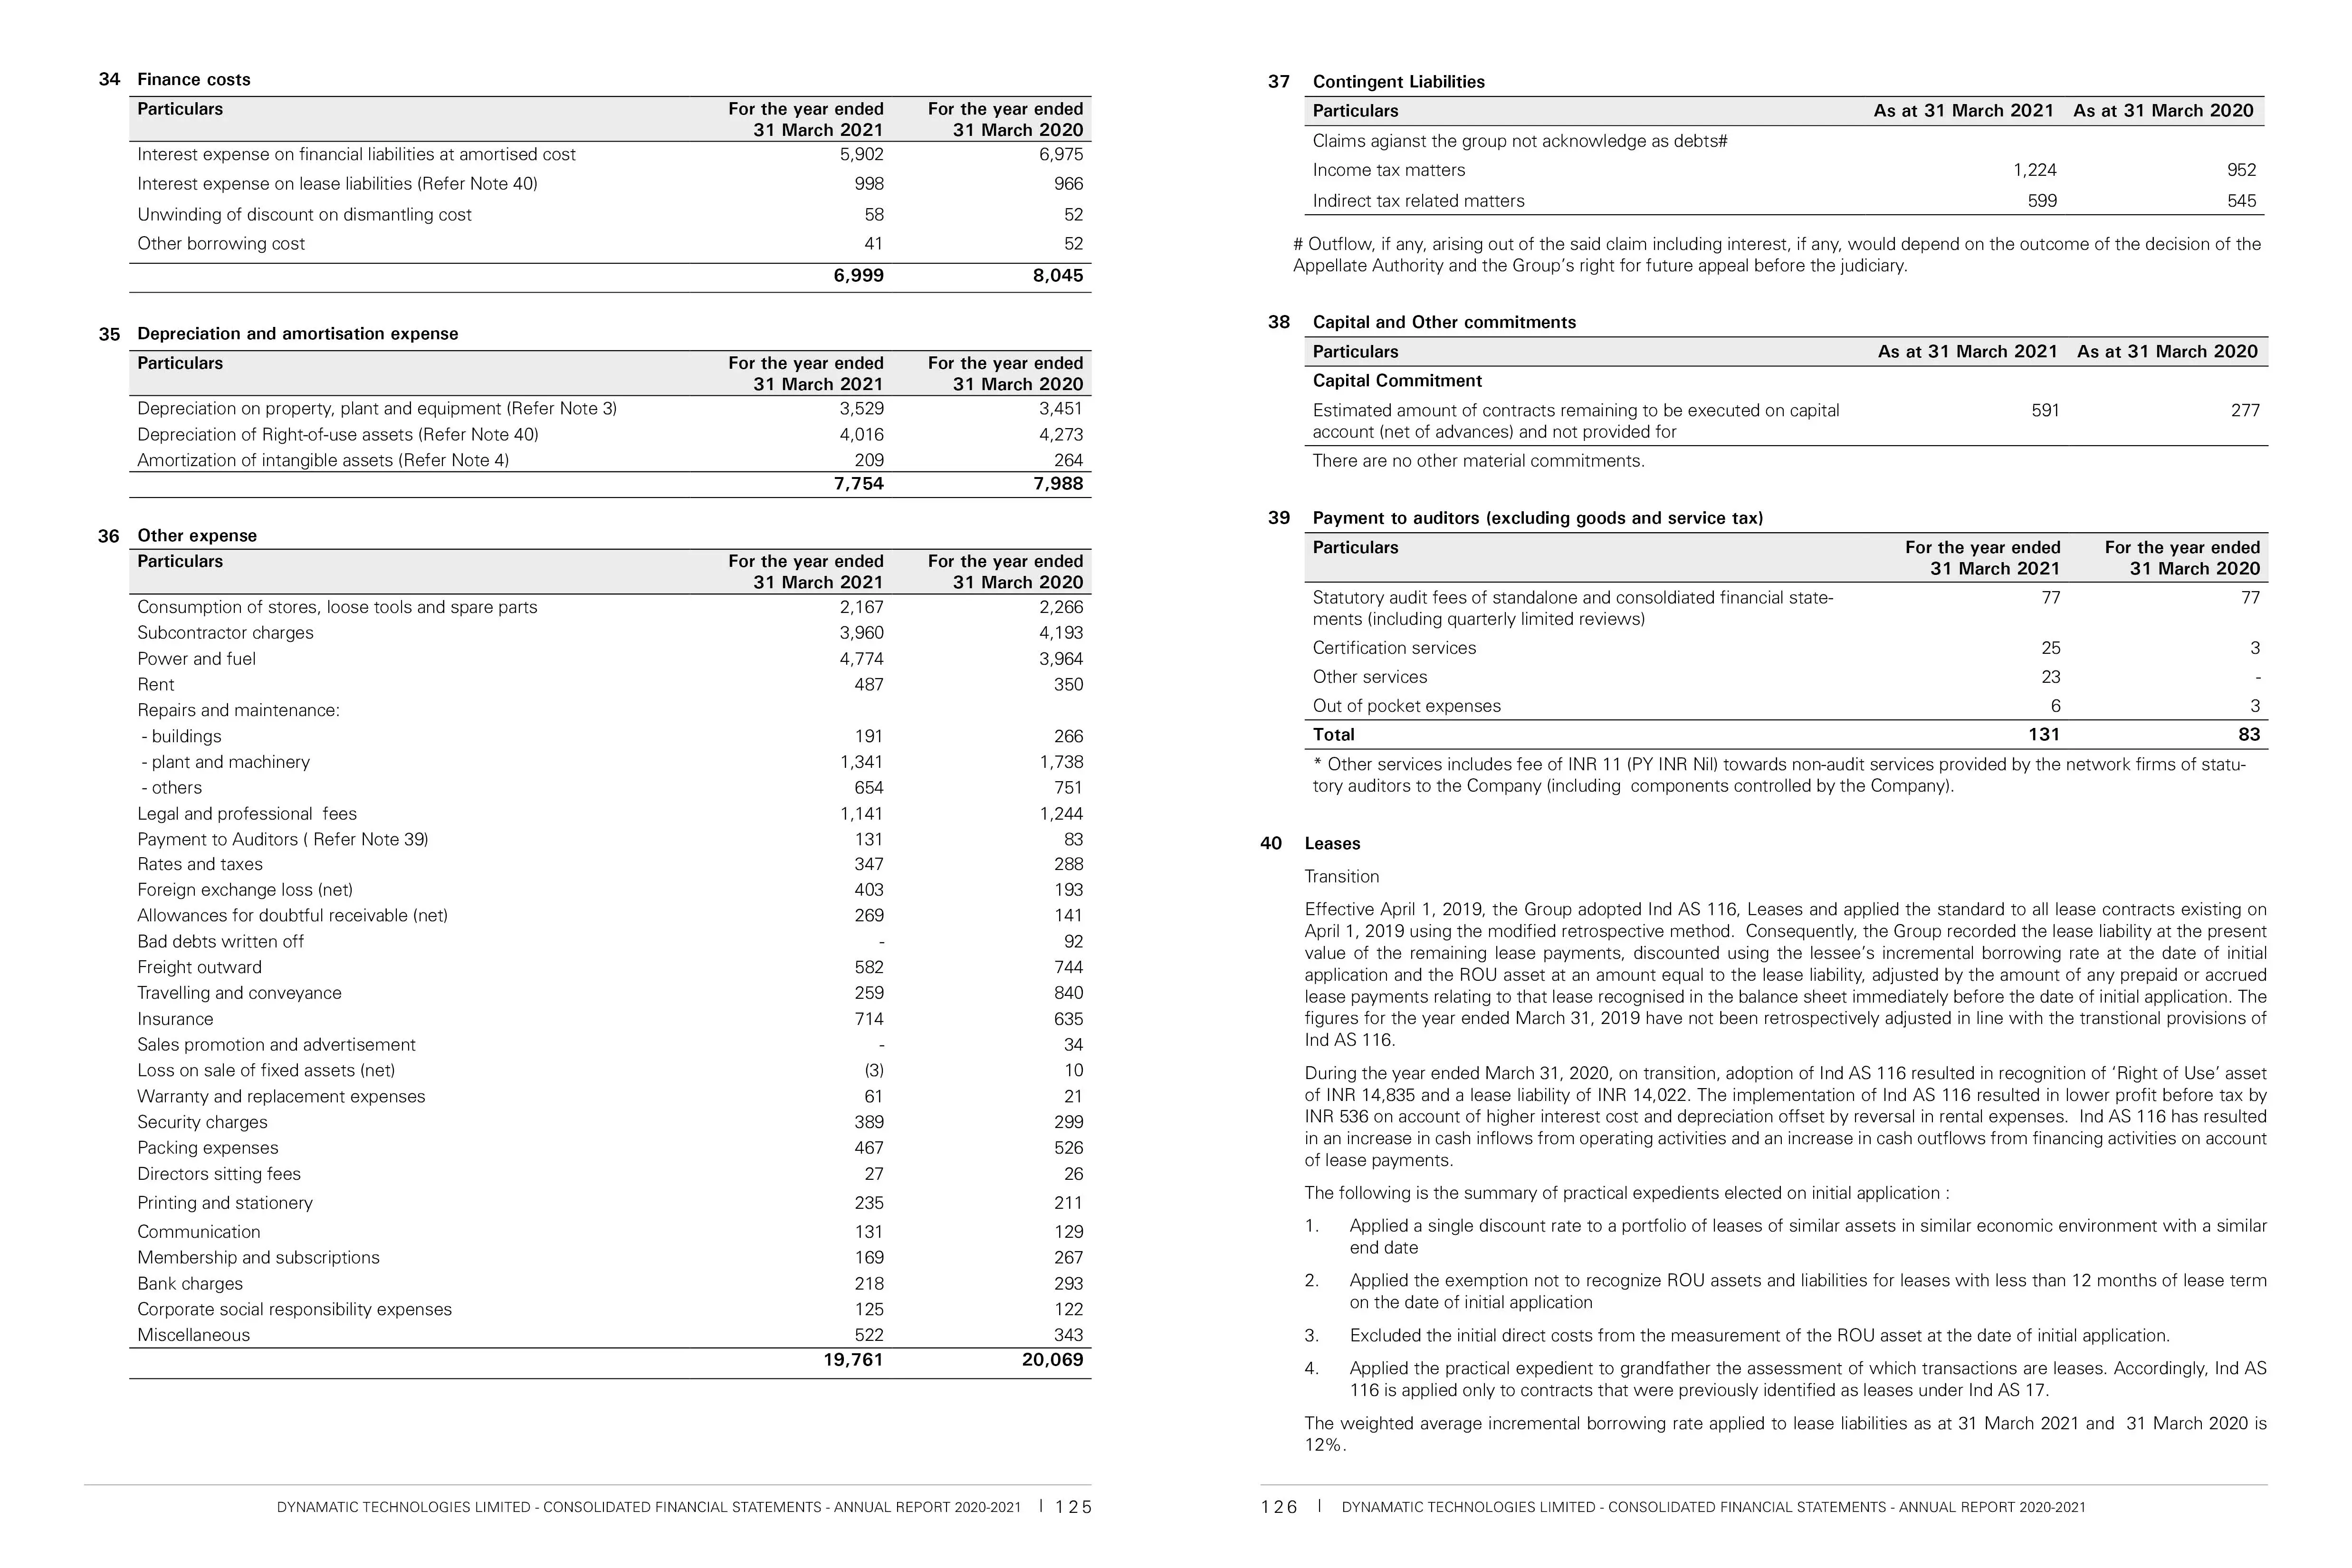 34 Finance costs
Particulars For the year ended 31 March 2021 For the year ended 31 March 2020
Interest expense on financial liabilities at amortised cost 5,902 6,975
Interest expense on lease liabilities (Refer Note 40) 998 966
Unwinding of discount on dismantling cost 58 52
Other borrowing cost 41 52
6,999 8,045
35 Depreciation and amortisation expense
Particulars For the year ended 31 March 2021 For the year ended 31 March 2020
Depreciation on property, plant and equipment (Refer Note 3) 3,529 3,451
Depreciation of Right-of-use assets (Refer Note 40) 4,016 4,273
Amortization of intangible assets (Refer Note 4) 209 264
7,754 7,988
36 Other expense
Particulars For the year ended 31 March 2021 For the year ended 31 March 2020
Consumption of stores, loose tools and spare parts 2,167 2,266
Subcontractor charges 3,960 4,193
Power and fuel 4,774 3,964
Rent 487 350
Repairs and maintenance:
- buildings 191 266
- plant and machinery 1,341 1,738
- others 654 751
Legal and professional fees 1,141 1,244
Payment to Auditors ( Refer Note 39) 131 83
Rates and taxes 347 288
Foreign exchange loss (net) 403 193
Allowances for doubtful receivable (net) 269 141
Bad debts written off - 92
Freight outward 582 744
Travelling and conveyance 259 840
Insurance 714 635
Sales promotion and advertisement - 34
Loss on sale of fixed assets (net) (3) 10
Warranty and replacement expenses 61 21
Security charges 389 299
Packing expenses 467 526
Directors sitting fees 27 26
Printing and stationery 235 211
Communication 131 129
Membership and subscriptions 169 267
Bank charges 218 293
Corporate social responsibility expenses 125 122
Miscellaneous 522 343
19,761 20,069
DYNAMATIC TECHNOLOGIES LIMITED - CONSOLIDATED FINANCIAL STATEMENTS - ANNUAL REPORT 2020-2021 | 125
37 Contingent Liabilities
Particulars As at 31 March 2021 As at 31 March 2020
Claims agianst the group not acknowledge as debts#
Income tax matters 1,224 952
Indirect tax related matters 599 545
# Outflow, if any, arising out of the said claim including interest, if any, would depend on the outcome of the decision of the
Appellate Authority and the Group's right for future appeal before the judiciary.
38 Capital and Other commitments
Particulars As at 31 March 2021 As at 31 March 2020
Capital Commitment
Estimated amount of contracts remaining to be executed on capital 591 277
account (net of advances) and not provided for
There are no other material commitments.
39 Payment to auditors (excluding goods and service tax)
Particulars For the year ended 31 March 2021 For the year ended 31 March 2020
Statutory audit fees of standalone and consoldiated financial state- 77 77
ments (including quarterly limited reviews)
Certification services 25 3
Other services 23 -
Out of pocket expenses 6 3
Total 131 83
* Other services includes fee of INR 11 (PY INR Nil) towards non-audit services provided by the network firms of statu-
tory auditors to the Company (including components controlled by the Company).
40 Leases
Transition
Effective April 1, 2019, the Group adopted Ind AS 116, Leases and applied the standard to all lease contracts existing on
April 1, 2019 using the modified retrospective method. Consequently, the Group recorded the lease liability at the present
value of the remaining lease payments, discounted using the lessee's incremental borrowing rate at the date of initial
application and the ROU asset at an amount equal to the lease liability, adjusted by the amount of any prepaid or accrued
lease payments relating to that lease recognised in the balance sheet immediately before the date of initial application. The
figures for the year ended March 31, 2019 have not been retrospectively adjusted in line with the transtional provisions of
Ind AS 116.
During the year ended March 31, 2020, on transition, adoption of Ind AS 116 resulted in recognition of 'Right of Use' asset
of INR 14,835 and a lease liability of INR 14,022. The implementation of Ind AS 116 resulted in lower profit before tax by
INR 536 on account of higher interest cost and depreciation offset by reversal in rental expenses. Ind AS 116 has resulted
in an increase in cash inflows from operating activities and an increase in cash outflows from financing activities on account
of lease payments.
The following is the summary of practical expedients elected on initial application :
1. Applied a single discount rate to a portfolio of leases of similar assets in similar economic environment with a similar
end date
2. Applied the exemption not to recognize ROU assets and liabilities for leases with less than 12 months of lease term
on the date of initial application
3. Excluded the initial direct costs from the measurement of the ROU asset at the date of initial application.
4. Applied the practical expedient to grandfather the assessment of which transactions are leases. Accordingly, Ind AS
116 is applied only to contracts that were previously identified as leases under Ind AS 17.
The weighted average incremental borrowing rate applied to lease liabilities as at 31 March 2021 and 31 March 2020 is
12%.
126 | DYNAMATIC TECHNOLOGIES LIMITED - CONSOLIDATED FINANCIAL STATEMENTS - ANNUAL REPORT 2020-2021